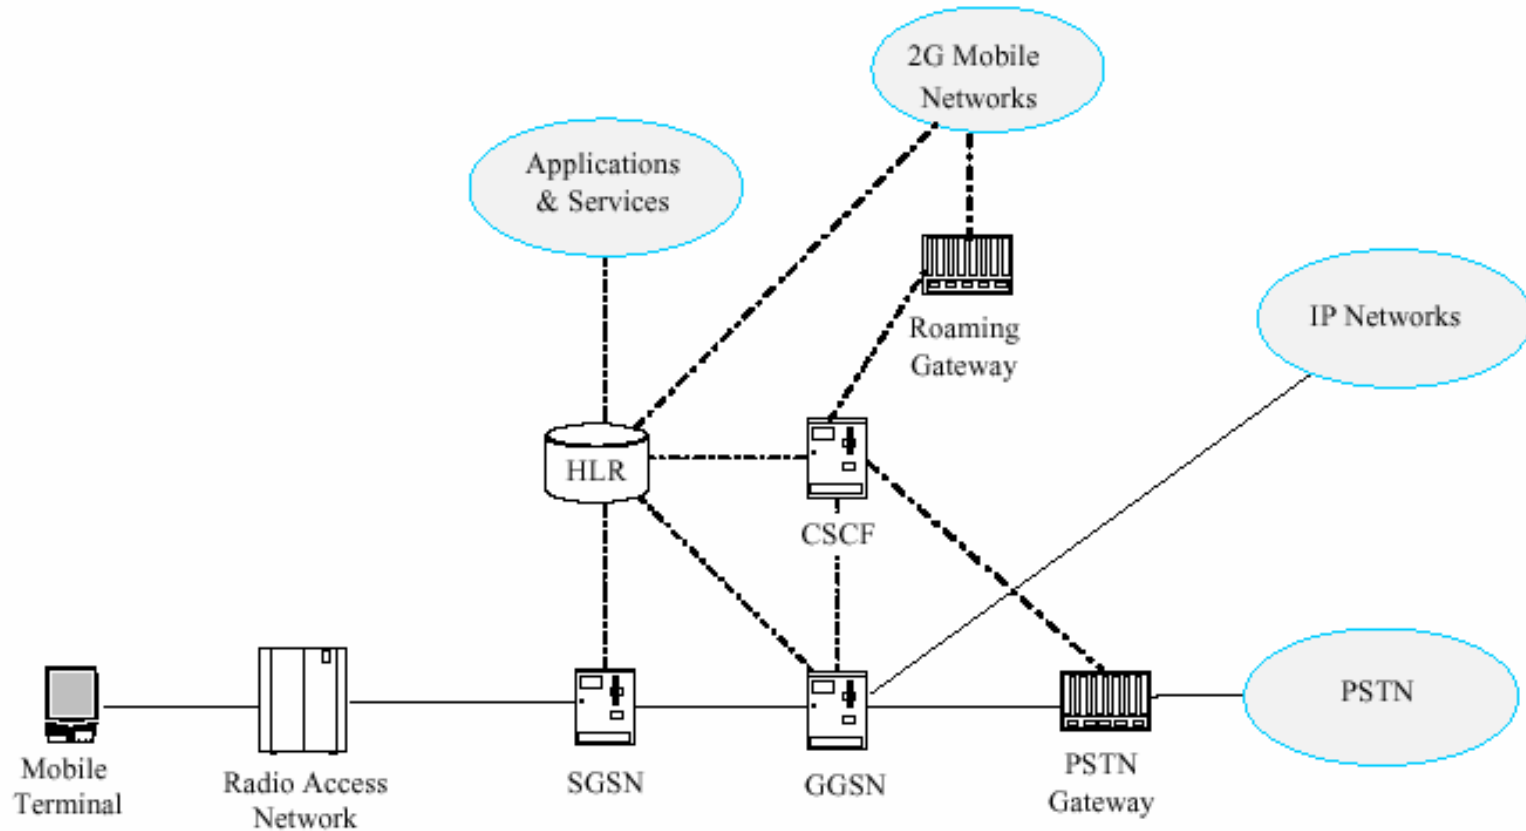 2G Mobile
Networks
Applications
& Services
IP Networks
Roaming
Gateway
HLR
CSCF
PSTN
Mobile
Terminal
Radio Access
Network
SGSN
GGSN
PSTN
Gateway